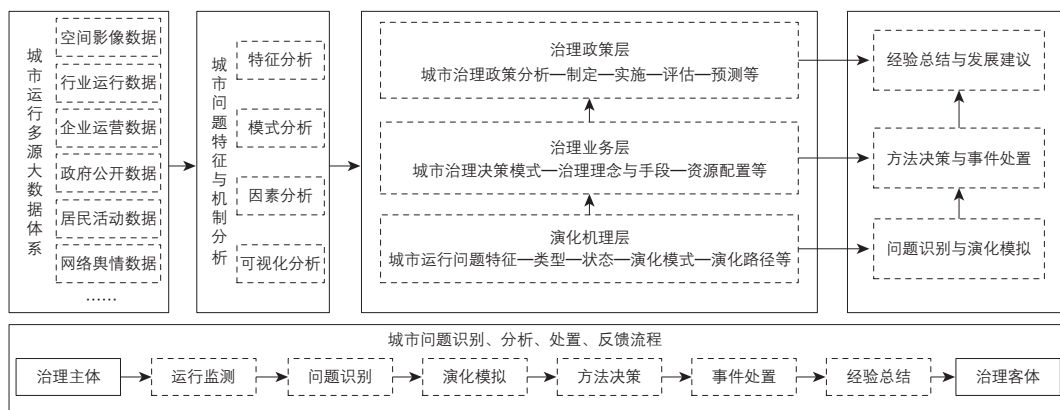 城市运行多源大数据体系
空间影像数据
行业运行数据
企业运营数据
政府公开数据
居民活动数据
网络舆情数据
……
城市问题特征与机制分析
特征分析
模式分析
因素分析
可视化分析
治理政策层
城市治理政策分析—制定—实施—评估—预测等
治理业务层
城市治理决策模式—治理理念与手段—资源配置等
演化机理层
城市运行问题特征—类型—状态—演化模式—演化路径等
经验总结与发展建议
方法决策与事件处置
问题识别与演化模拟
城市问题识别、分析、处置、反馈流程
治理主体
运行监测
问题识别
演化模拟
方法决策
事件处置
经验总结
治理客体